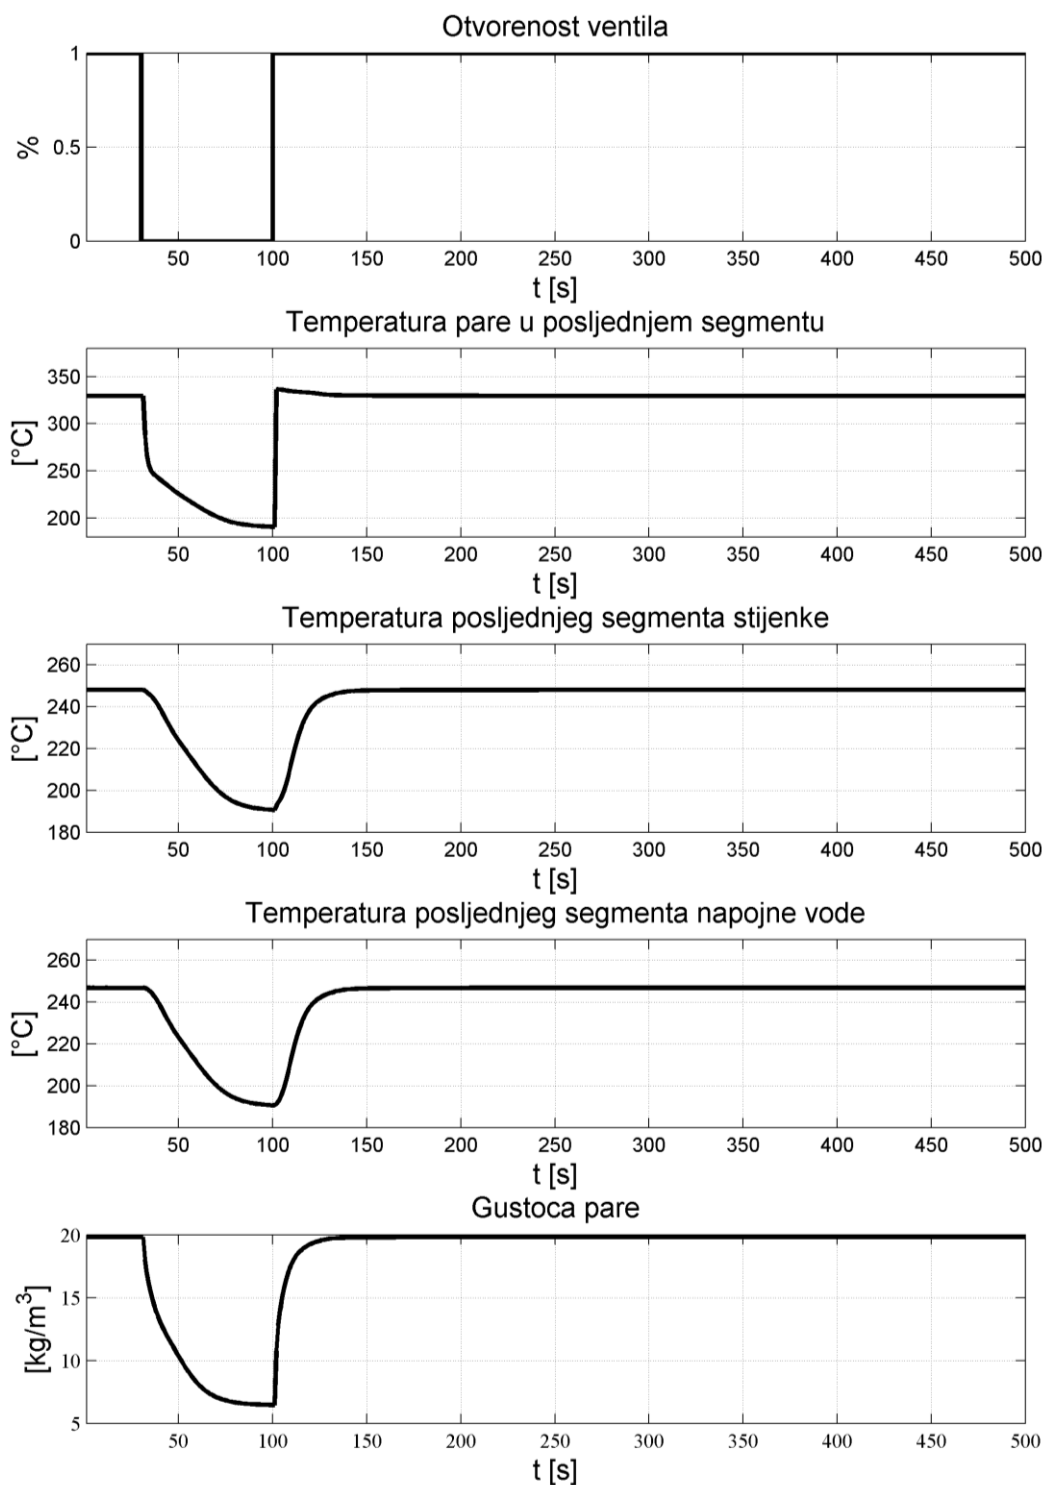 Otvorenost ventila
%
1
0.5
0
50 100 150 200 250 300 350 400 450 500
t [s]
Temperatura pare u posljednjem segmentu
[°C]
350
300
250
200
50 100 150 200 250 300 350 400 450 500
t [s]
Temperatura posljednjeg segmenta stijenke
[°C]
260
240
220
200
180
50 100 150 200 250 300 350 400 450 500
t [s]
Temperatura posljednjeg segmenta napojne vode
[°C]
260
240
220
200
180
50 100 150 200 250 300 350 400 450 500
t [s]
Gustoca pare
[kg/m³]
20
15
10
5
50 100 150 200 250 300 350 400 450 500
t [s]